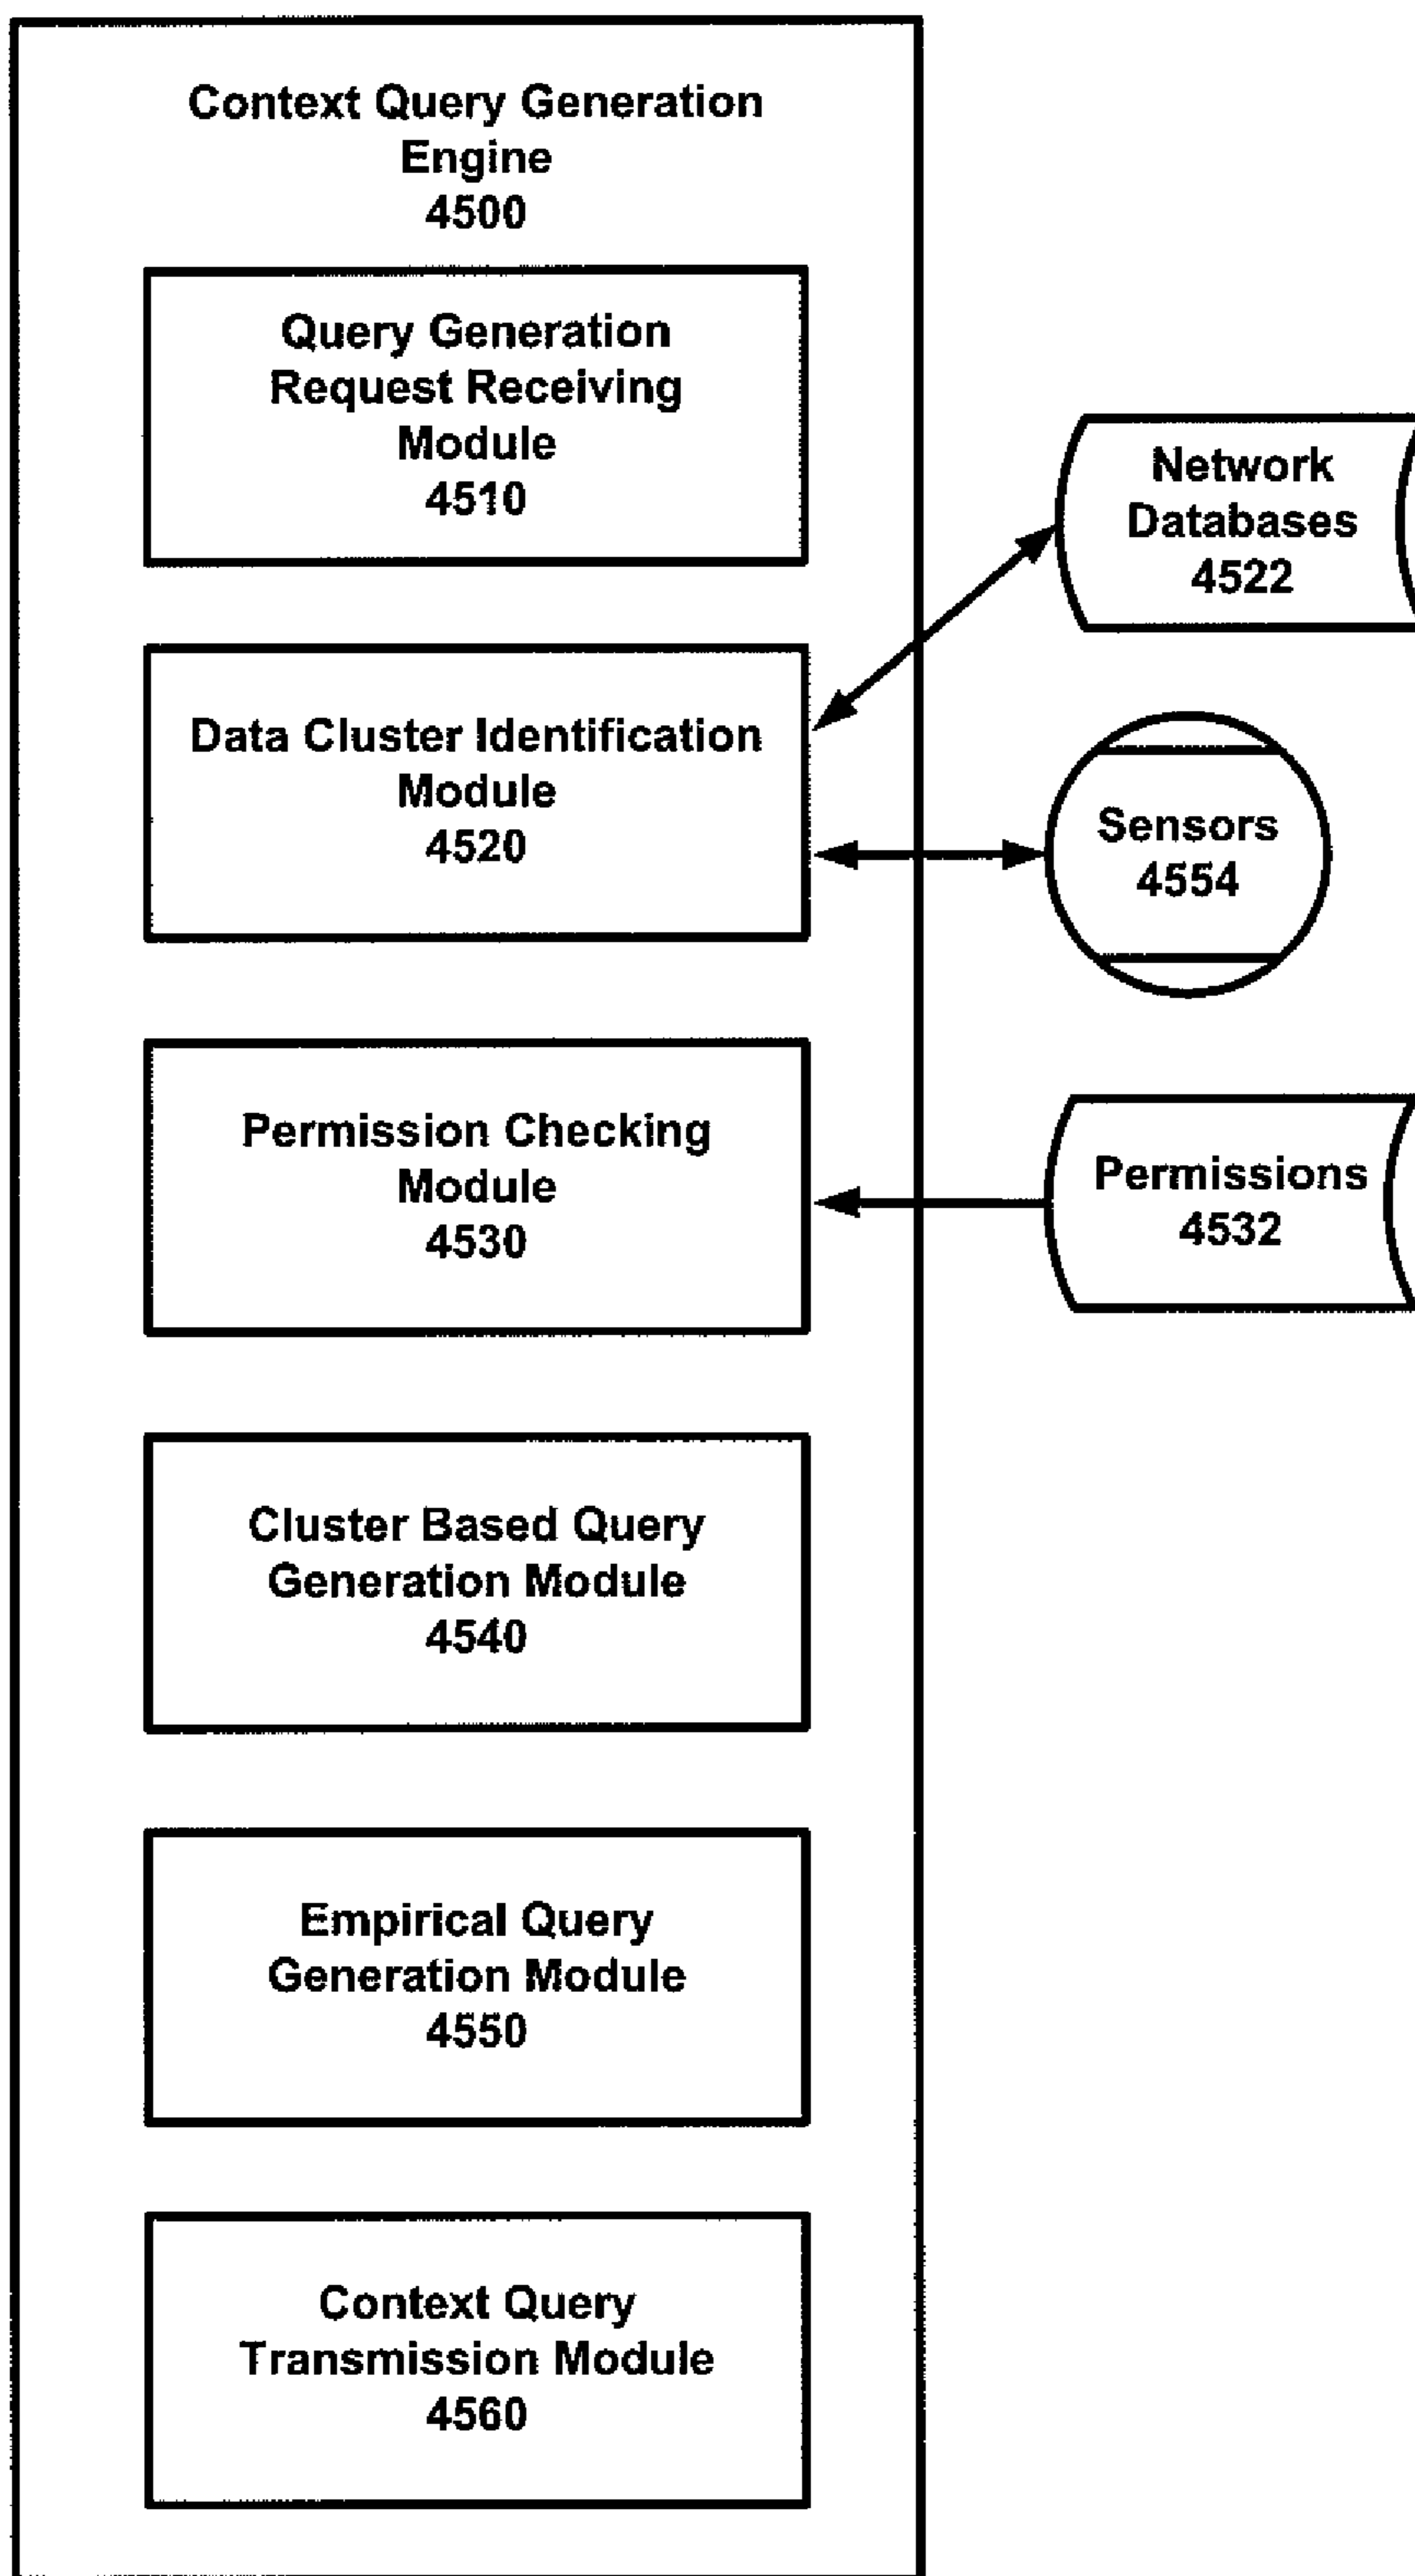 Context Query Generation
Engine
4500
Query Generation
Request Receiving
Module
4510
Network
Databases
4522
Data Cluster Identification
Module
4520
Sensors
4554
Permission Checking
Module
4530
Permissions
4532
Cluster Based Query
Generation Module
4540
Empirical Query
Generation Module
4550
Context Query
Transmission Module
4560